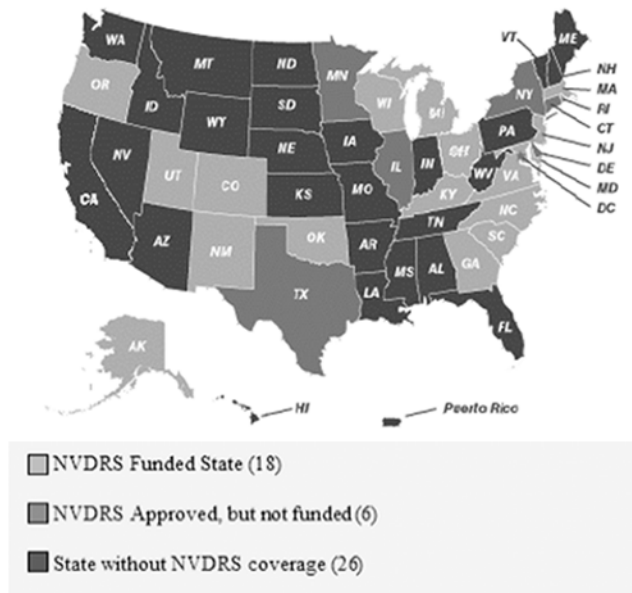 WA
VT
ME
MT
ND
MN
NH
OR
ID
SD
WI
MI
NY
MA
RI
WY
CT
IA
PA
NJ
NE
NV
IL
IN
OH
DE
UT
CO
WV
VA
MD
CA
KS
MO
KY
DC
NC
TN
AZ
NM
OK
AR
SC
MS
AL
GA
TX
LA
FL
AK
HI
Puerto Rico
NVDRS Funded State (18)
NVDRS Approved, but not funded (6)
State without NVDRS coverage (26)